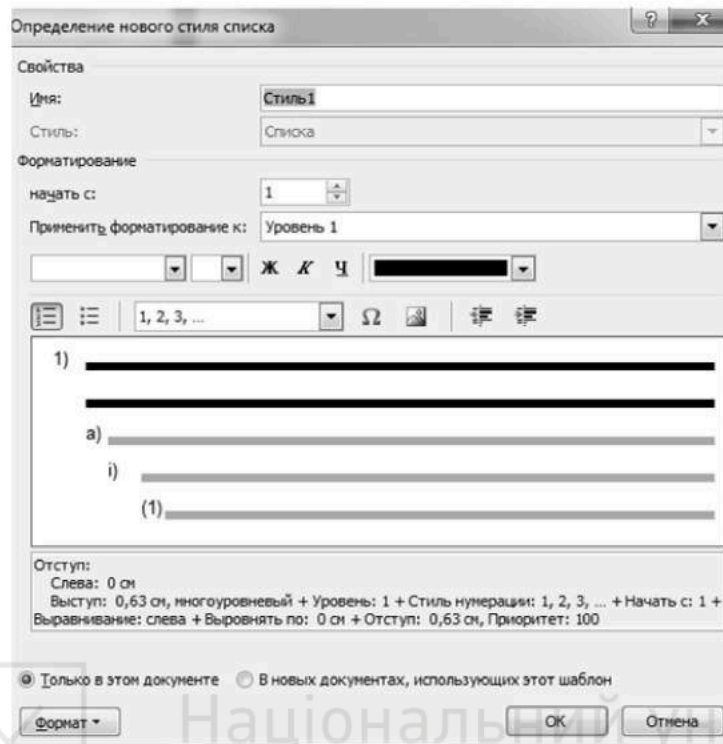 Определение нового стиля списка
Свойства
Имя: Стиль1
Стиль: Списка
Форматирование
начать с: 1
Применить форматирование к: Уровень 1
Ж К Ч
1, 2, 3, ... Ω
1)
a)
i)
(1)
Отступ:
Слева: 0 см
Выступ: 0,63 см, многоуровневый + Уровень: 1 + Стиль нумерации: 1, 2, 3, ... + Начать с: 1 +
Выравнивание: слева + Выровнять по: 0 см + Отступ: 0,63 см, Приоритет: 100
Только в этом документе В новых документах, использующих этот шаблон
Формат OK Отмена
Національний ун